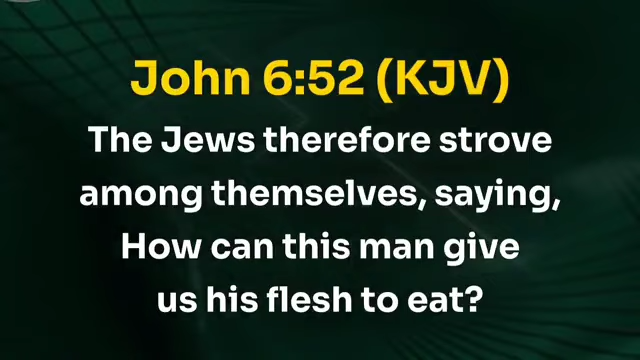 John 6:52 (KJV)
The Jews therefore strove
among themselves, saying,
How can this man give
us his flesh to eat?